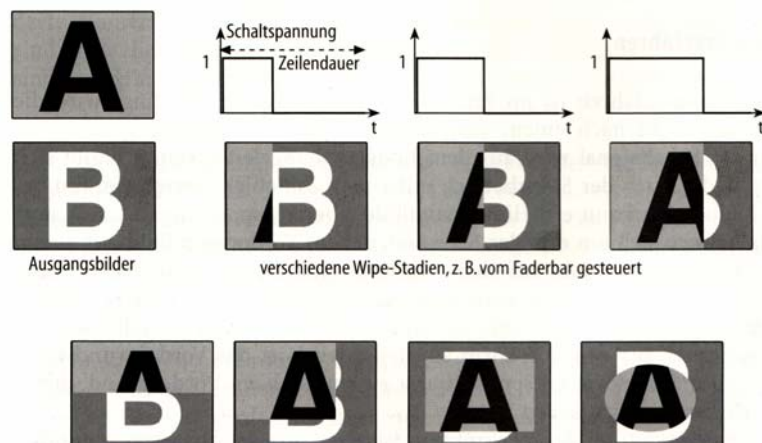 Schaltspannung
Zeilendauer
1
t
1
t
1
t
A
B
B
A B
A B
A B
Ausgangsbilder
verschiedene Wipe-Stadien, z. B. vom Faderbar gesteuert
A B
A B
A B
A B